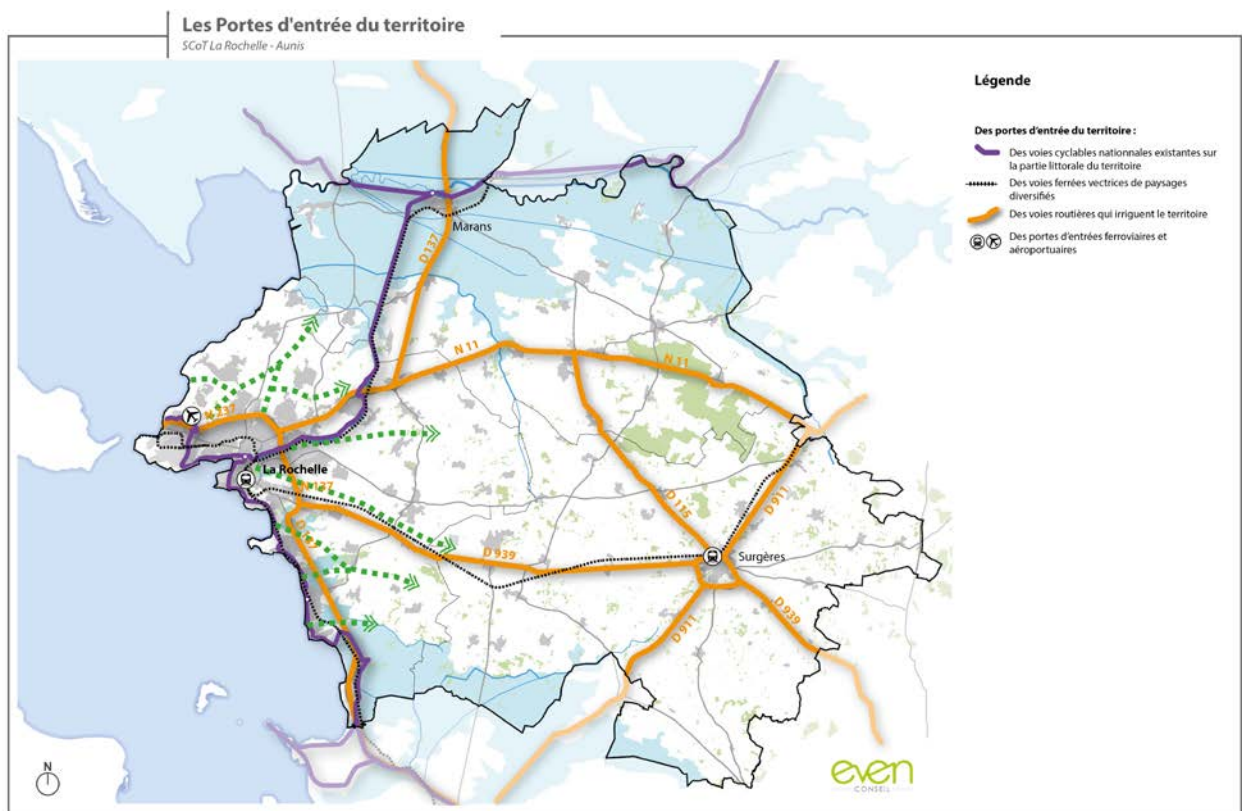 Les Portes d'entrée du territoire
SCoT La Rochelle - Aunis
Légende
Des portes d'entrée du territoire :
Des voies cyclables nationnales existantes sur
la partie littorale du territoire
Des voies ferrées vectrices de paysages
diversifiés
Des voies routières qui irriguent le territoire
Des portes d'entrées ferroviaires et
aéroportuaires
Marans
D 137
N 11
N 11
N 237
La Rochelle
N 137
D 115
D 911
D 939
Surgères
D 911
D 939
N
even
CONSEIL